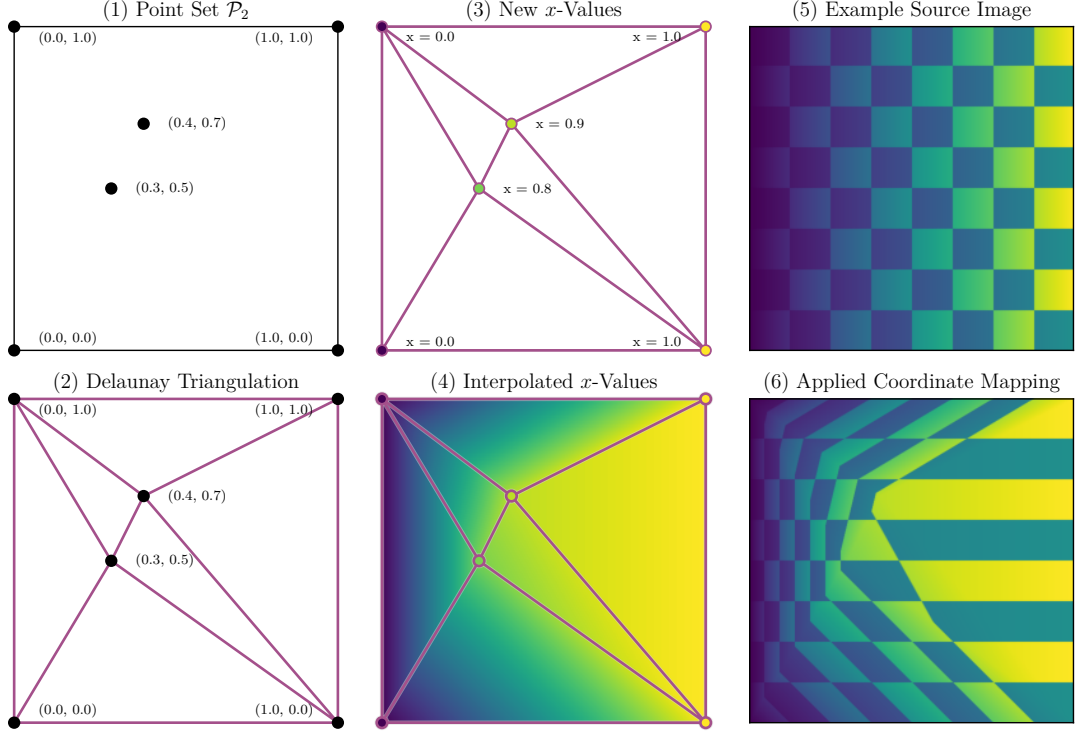 (1) Point Set $\mathcal{P}_2$
(0.0, 1.0)
(1.0, 1.0)
(0.4, 0.7)
(0.3, 0.5)
(0.0, 0.0)
(1.0, 0.0)
(3) New x-Values
x = 0.0
x = 1.0
x = 0.9
x = 0.8
x = 0.0
x = 1.0
(5) Example Source Image
(2) Delaunay Triangulation
(0.0, 1.0)
(1.0, 1.0)
(0.4, 0.7)
(0.3, 0.5)
(0.0, 0.0)
(1.0, 0.0)
(4) Interpolated x-Values
(6) Applied Coordinate Mapping